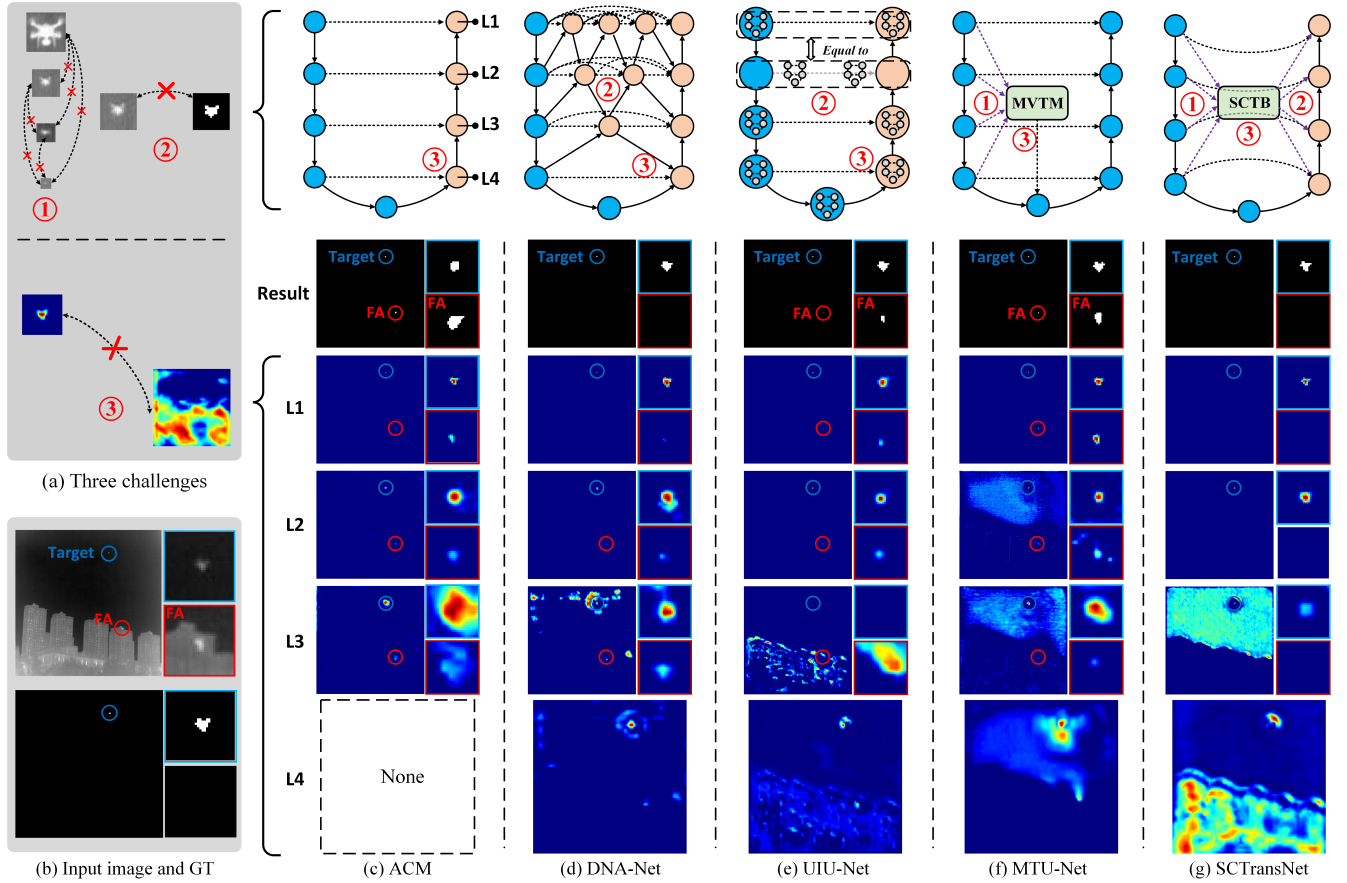 ①
②
③
(a) Three challenges
Target
FA
FA
(b) Input image and GT
L1
L2
L3
L4
③
②
③
Equal to
②
③
①
MVTM
③
①
SCTB
②
③
Result
Target
FA
FA
Target
Target
FA
FA
Target
FA
FA
Target
L1
L2
L3
L4
None
(c) ACM
(d) DNA-Net
(e) UIU-Net
(f) MTU-Net
(g) SCTransNet